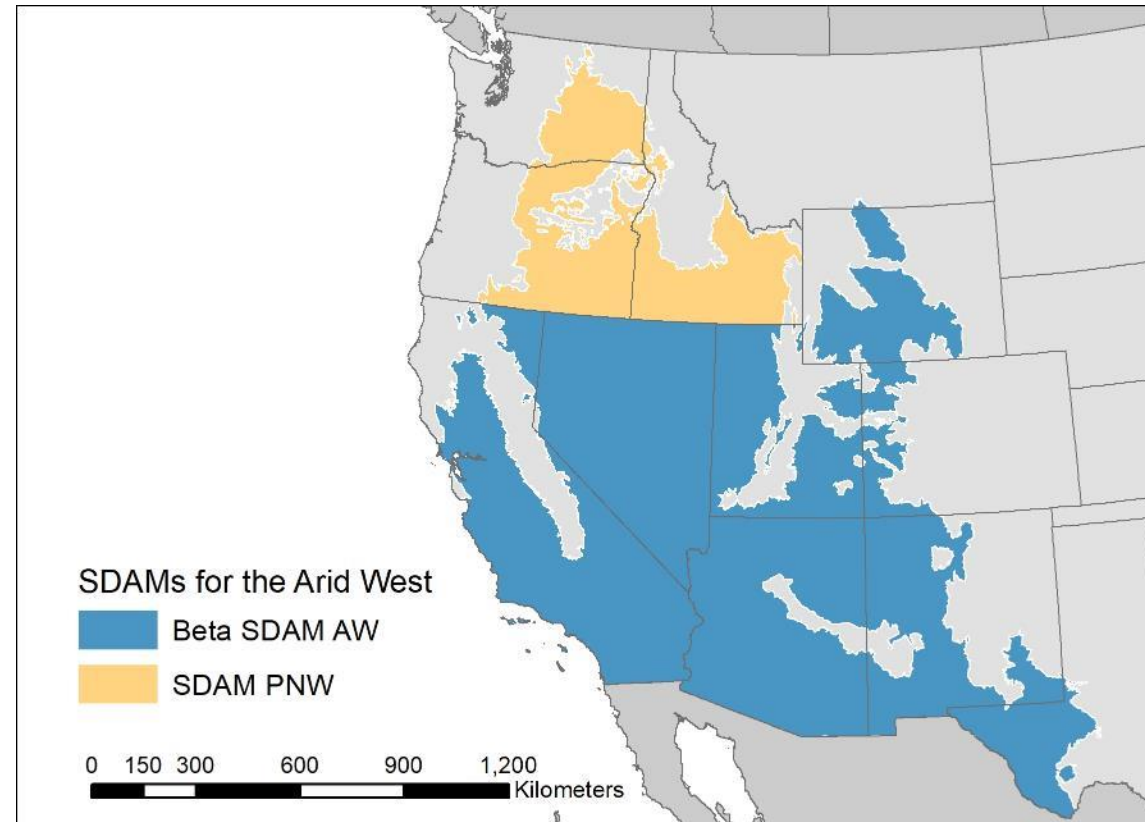 SDAMs for the Arid West
Beta SDAM AW
SDAM PNW
0 150 300 600 900 1,200
Kilometers